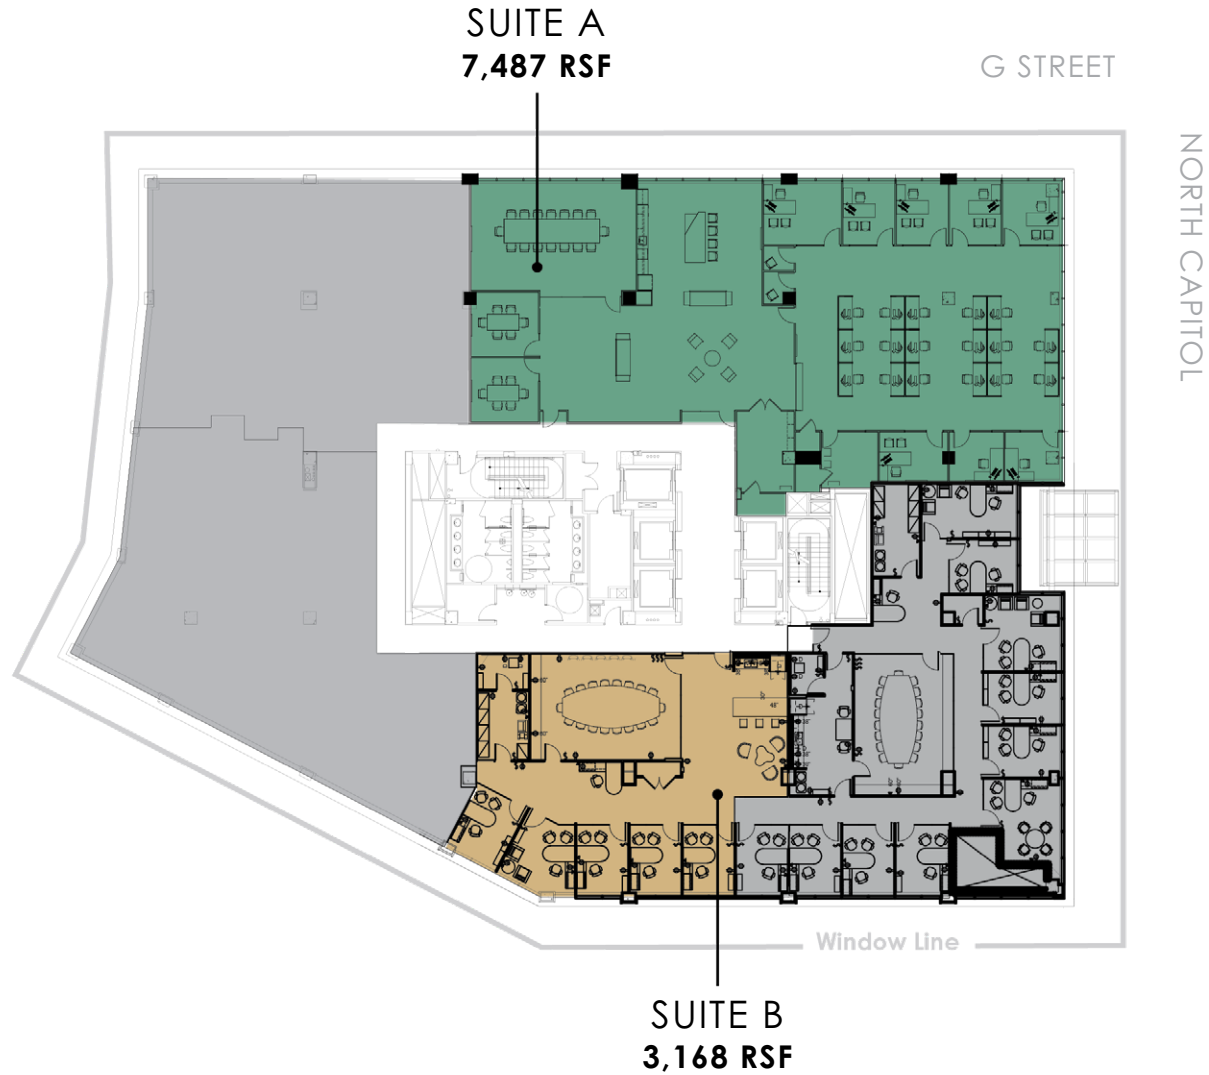 SUITE A
7,487 RSF
G STREET
NORTH CAPITOL
Window Line
SUITE B
3,168 RSF